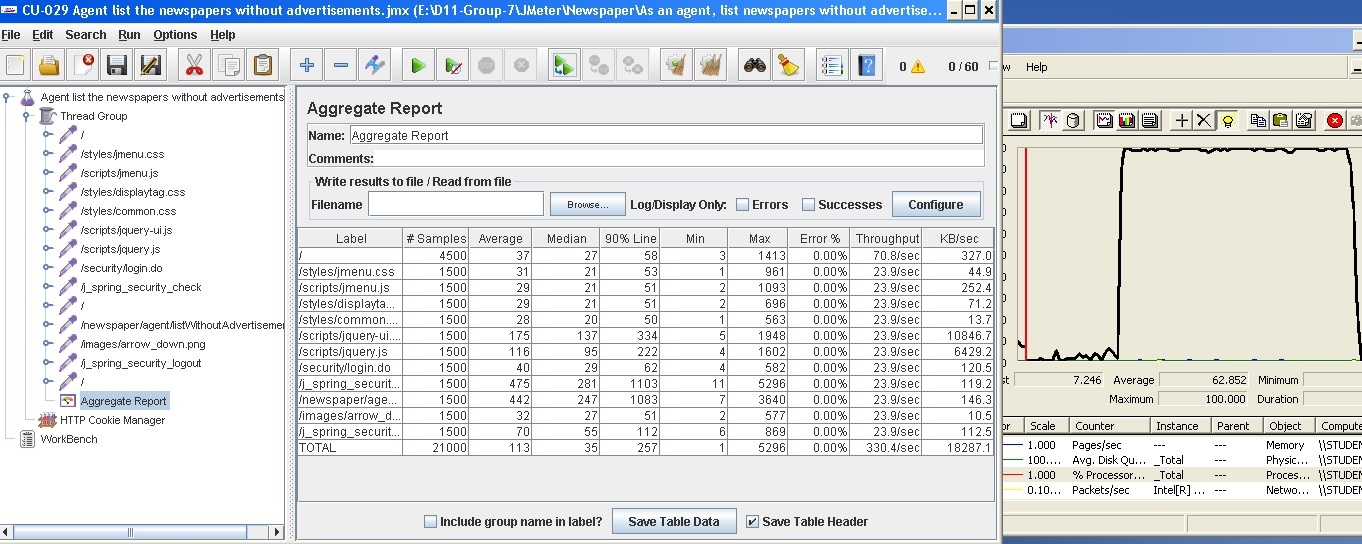 CU-029 Agent list the newspapers without advertisements.jmx (E:\D11-Group-7\JMeter\Newspaper\As an agent, list newspapers without advertise...
File Edit Search Run Options Help
0 0 / 60
Agent list the newspapers without advertisements
Thread Group
/
/styles/jmenu.css
/scripts/jmenu.js
/styles/displaytag.css
/styles/common.css
/scripts/jquery-ui.js
/scripts/jquery.js
/security/login.do
/j_spring_security_check
/
/newspaper/agent/listWithoutAdvertisemen
/images/arrow_down.png
/j_spring_security_logout
/
Aggregate Report
HTTP Cookie Manager
WorkBench
Aggregate Report
Name: Aggregate Report
Comments:
Write results to file / Read from file
Filename Browse... Log/Display Only: Errors Successes Configure
Label # Samples Average Median 90% Line Min Max Error % Throughput KB/sec
/ 4500 37 27 58 3 1413 0.00% 70.8/sec 327.0
/styles/jmenu.css 1500 31 21 53 1 961 0.00% 23.9/sec 44.9
/scripts/jmenu.js 1500 29 21 51 2 1093 0.00% 23.9/sec 252.4
/styles/displayta... 1500 29 21 51 2 696 0.00% 23.9/sec 71.2
/styles/common.... 1500 28 20 50 1 563 0.00% 23.9/sec 13.7
/scripts/jquery-ui... 1500 175 137 334 5 1948 0.00% 23.9/sec 10846.7
/scripts/jquery.js 1500 116 95 222 4 1602 0.00% 23.9/sec 6429.2
/security/login.do 1500 40 29 62 4 582 0.00% 23.9/sec 120.5
/j_spring_securit... 1500 475 281 1103 11 5296 0.00% 23.9/sec 119.2
/newspaper/age... 1500 442 247 1083 7 3640 0.00% 23.9/sec 146.3
/images/arrow_d... 1500 32 27 51 2 577 0.00% 23.9/sec 10.5
/j_spring_securit... 1500 70 55 112 6 869 0.00% 23.9/sec 112.5
TOTAL 21000 113 35 257 1 5296 0.00% 330.4/sec 18287.1
Include group name in label? Save Table Data Save Table Header
w Help
st 7.246 Average 62.852 Minimum
Maximum 100.000 Duration
or Scale Counter Instance Parent Object Compute
1.000 Pages/sec --- --- Memory \\STUDEN
100.... Avg. Disk Qu... _Total --- Physic... \\STUDEN
1.000 % Processor... _Total --- Proces... \\STUDEN
0.10... Packets/sec Intel[R] ... --- Netwo... \\STUDEN